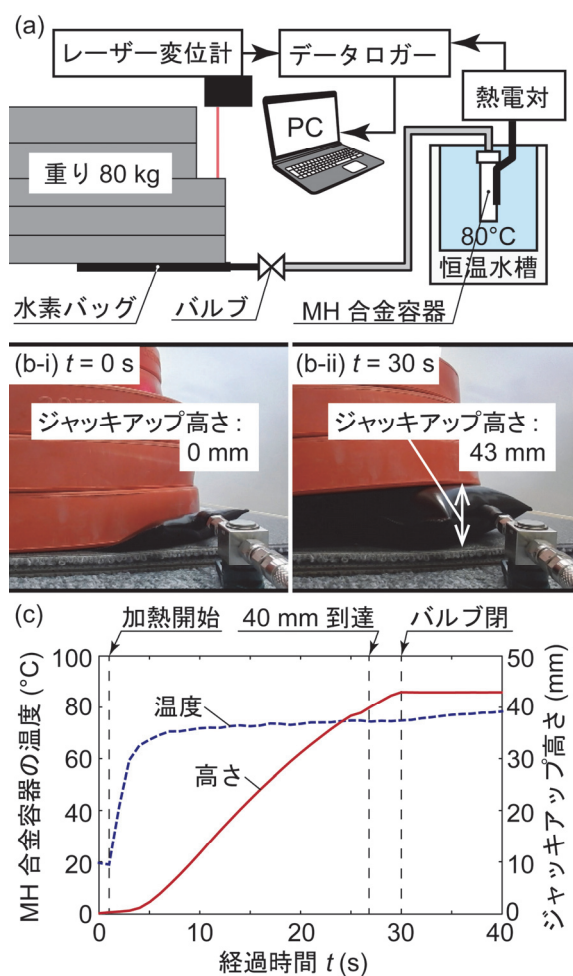 (a)
レーザー変位計
データロガー
熱電対
PC
重り 80 kg
80°C
恒温水槽
水素バッグ
バルブ
MH 合金容器
(b-i) t = 0 s
ジャッキアップ高さ：
0 mm
(b-ii) t = 30 s
ジャッキアップ高さ：
43 mm
(c)
加熱開始
40 mm 到達
バルブ閉
MH 合金容器の温度 (°C)
100
80
60
40
20
0
温度
高さ
50
40
30
20
10
0
ジャッキアップ高さ (mm)
0
10
20
30
40
経過時間 t (s)